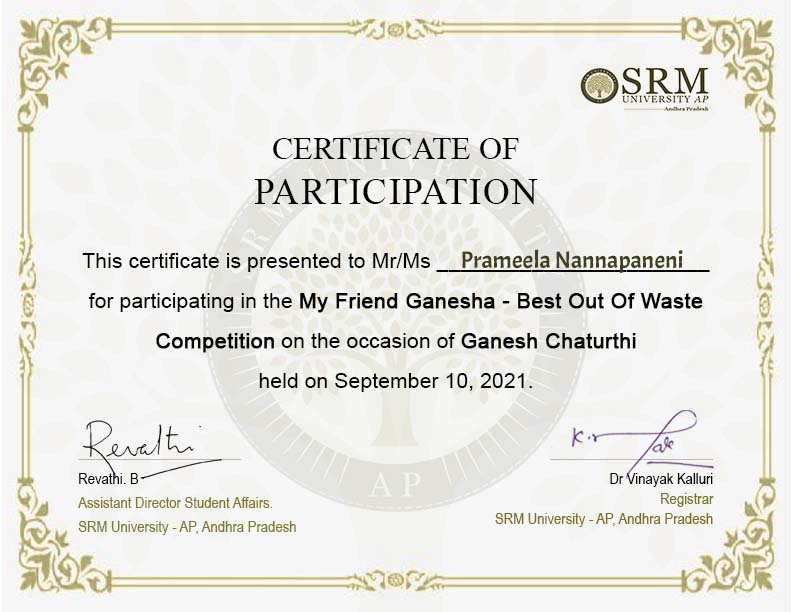 SRM
UNIVERSITY AP
Andhra Pradesh
CERTIFICATE OF
PARTICIPATION
This certificate is presented to Mr/Ms Prameela Nannapaneni
for participating in the My Friend Ganesha - Best Out Of Waste
Competition on the occasion of Ganesh Chaturthi
held on September 10, 2021.
Revathi
Revathi. B
Assistant Director Student Affairs.
SRM University - AP, Andhra Pradesh
Dr Vinayak Kalluri
Registrar
SRM University - AP, Andhra Pradesh
AP